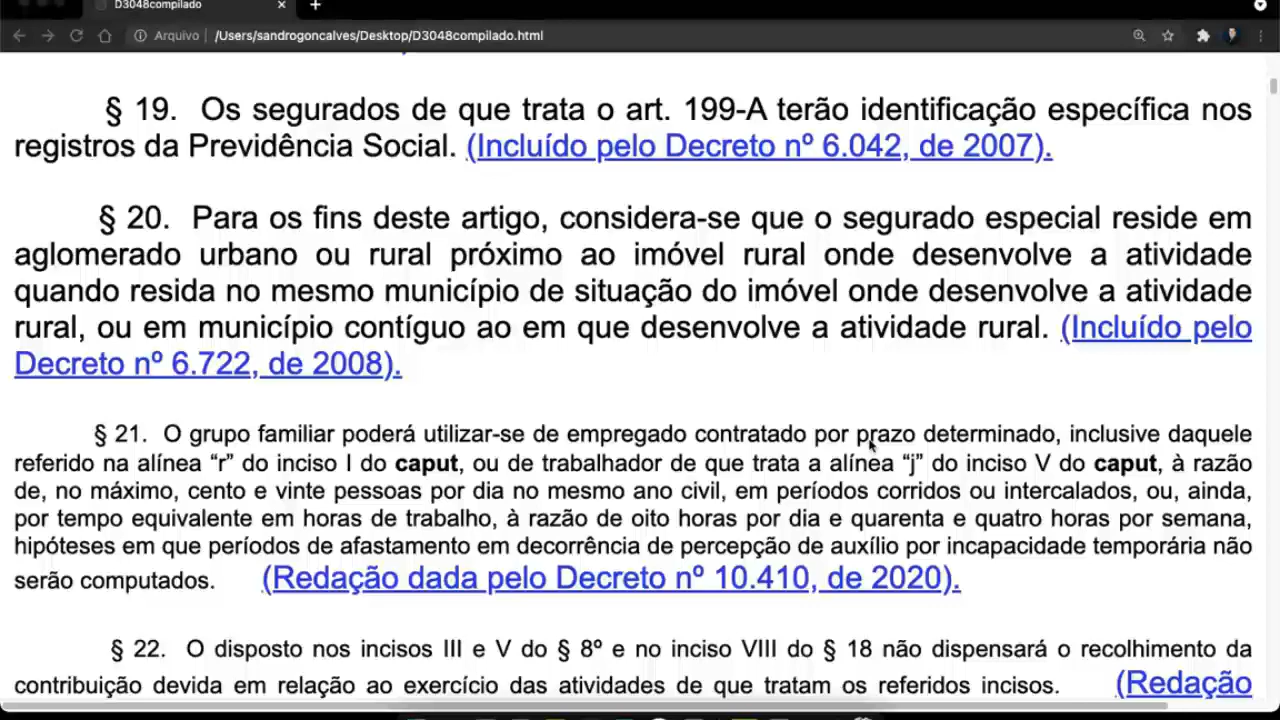 D3048compilado
Arquivo | /Users/sandrogoncalves/Desktop/D3048compilado.html
§ 19. Os segurados de que trata o art. 199-A terão identificação específica nos
registros da Previdência Social. (Incluído pelo Decreto nº 6.042, de 2007).
§ 20. Para os fins deste artigo, considera-se que o segurado especial reside em
aglomerado urbano ou rural próximo ao imóvel rural onde desenvolve a atividade
quando resida no mesmo município de situação do imóvel onde desenvolve a atividade
rural, ou em município contíguo ao em que desenvolve a atividade rural. (Incluído pelo
Decreto nº 6.722, de 2008).
§ 21. O grupo familiar poderá utilizar-se de empregado contratado por prazo determinado, inclusive daquele
referido na alínea “r” do inciso I do caput, ou de trabalhador de que trata a alínea “j” do inciso V do caput, à razão
de, no máximo, cento e vinte pessoas por dia no mesmo ano civil, em períodos corridos ou intercalados, ou, ainda,
por tempo equivalente em horas de trabalho, à razão de oito horas por dia e quarenta e quatro horas por semana,
hipóteses em que períodos de afastamento em decorrência de percepção de auxílio por incapacidade temporária não
serão computados. (Redação dada pelo Decreto nº 10.410, de 2020).
§ 22. O disposto nos incisos III e V do § 8º e no inciso VIII do § 18 não dispensará o recolhimento da
contribuição devida em relação ao exercício das atividades de que tratam os referidos incisos. (Redação